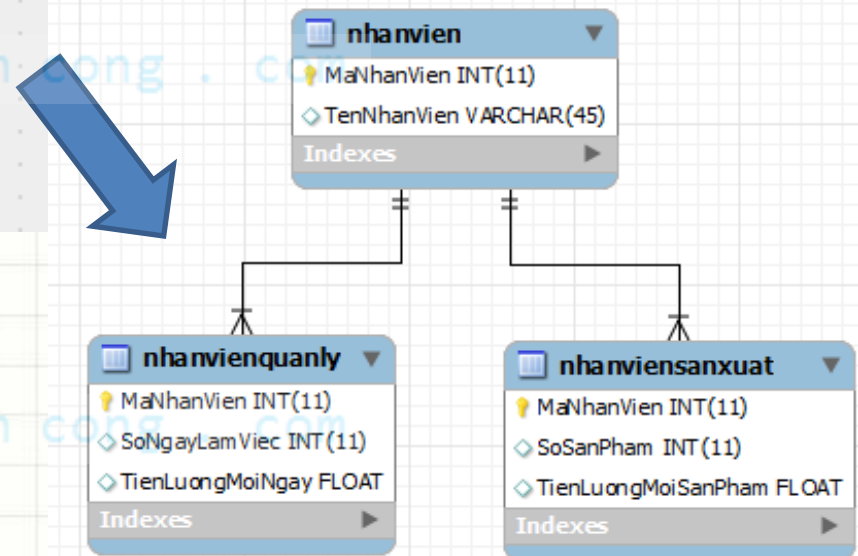 nhanvien
MaNhanVien INT(11)
TenNhanVien VARCHAR(45)
Indexes
nhanvienquanly
MaNhanVien INT(11)
SoNgayLamViec INT(11)
TienLuongMoiNgay FLOAT
Indexes
nhanviensanxuat
MaNhanVien INT(11)
SoSanPham INT(11)
TienLuongMoiSanPham FLOAT
Indexes